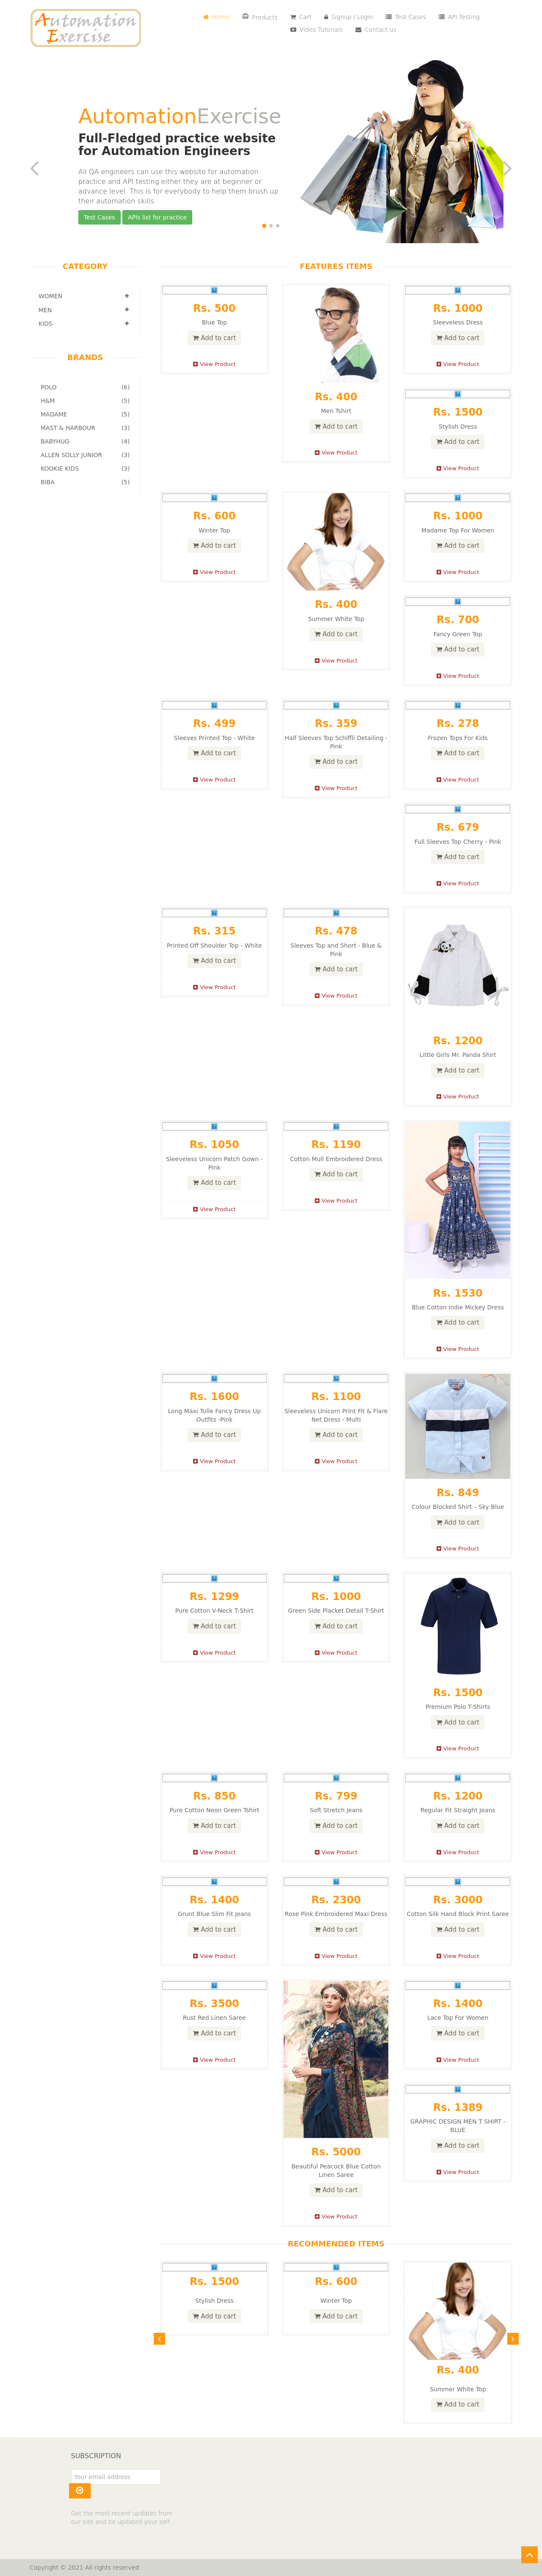 Automation
Exercise
Home
Products
Cart
Signup / Login
Test Cases
API Testing
Video Tutorials
Contact us
AutomationExercise
Full-Fledged practice website
for Automation Engineers
All QA engineers can use this website for automation
practice and API testing either they are at beginner or
advance level. This is for everybody to help them brush up
their automation skills.
Test Cases
APIs list for practice
CATEGORY
WOMEN
MEN
KIDS
BRANDS
POLO (6)
H&M (5)
MADAME (5)
MAST & HARBOUR (3)
BABYHUG (4)
ALLEN SOLLY JUNIOR (3)
KOOKIE KIDS (3)
BIBA (5)
FEATURES ITEMS
Rs. 500
Blue Top
Add to cart
View Product
Rs. 400
Men Tshirt
Add to cart
View Product
Rs. 1000
Sleeveless Dress
Add to cart
View Product
Rs. 1500
Stylish Dress
Add to cart
View Product
Rs. 600
Winter Top
Add to cart
View Product
Rs. 400
Summer White Top
Add to cart
View Product
Rs. 1000
Madame Top For Women
Add to cart
View Product
Rs. 700
Fancy Green Top
Add to cart
View Product
Rs. 499
Sleeves Printed Top - White
Add to cart
View Product
Rs. 359
Half Sleeves Top Schiffli Detailing -
Pink
Add to cart
View Product
Rs. 278
Frozen Tops For Kids
Add to cart
View Product
Rs. 679
Full Sleeves Top Cherry - Pink
Add to cart
View Product
Rs. 315
Printed Off Shoulder Top - White
Add to cart
View Product
Rs. 478
Sleeves Top and Short - Blue &
Pink
Add to cart
View Product
Rs. 1200
Little Girls Mr. Panda Shirt
Add to cart
View Product
Rs. 1050
Sleeveless Unicorn Patch Gown -
Pink
Add to cart
View Product
Rs. 1190
Cotton Mull Embroidered Dress
Add to cart
View Product
Rs. 1530
Blue Cotton Indie Mickey Dress
Add to cart
View Product
Rs. 1600
Long Maxi Tulle Fancy Dress Up
Outfits -Pink
Add to cart
View Product
Rs. 1100
Sleeveless Unicorn Print Fit & Flare
Net Dress - Multi
Add to cart
View Product
Rs. 849
Colour Blocked Shirt – Sky Blue
Add to cart
View Product
Rs. 1299
Pure Cotton V-Neck T-Shirt
Add to cart
View Product
Rs. 1000
Green Side Placket Detail T-Shirt
Add to cart
View Product
Rs. 1500
Premium Polo T-Shirts
Add to cart
View Product
Rs. 850
Pure Cotton Neon Green Tshirt
Add to cart
View Product
Rs. 799
Soft Stretch Jeans
Add to cart
View Product
Rs. 1200
Regular Fit Straight Jeans
Add to cart
View Product
Rs. 1400
Grunt Blue Slim Fit Jeans
Add to cart
View Product
Rs. 2300
Rose Pink Embroidered Maxi Dress
Add to cart
View Product
Rs. 3000
Cotton Silk Hand Block Print Saree
Add to cart
View Product
Rs. 3500
Rust Red Linen Saree
Add to cart
View Product
Rs. 5000
Beautiful Peacock Blue Cotton
Linen Saree
Add to cart
View Product
Rs. 1400
Lace Top For Women
Add to cart
View Product
Rs. 1389
GRAPHIC DESIGN MEN T SHIRT -
BLUE
Add to cart
View Product
RECOMMENDED ITEMS
Rs. 1500
Stylish Dress
Add to cart
Rs. 600
Winter Top
Add to cart
Rs. 400
Summer White Top
Add to cart
SUBSCRIPTION
Your email address
Get the most recent updates from
our site and be updated your self...
Copyright © 2021 All rights reserved